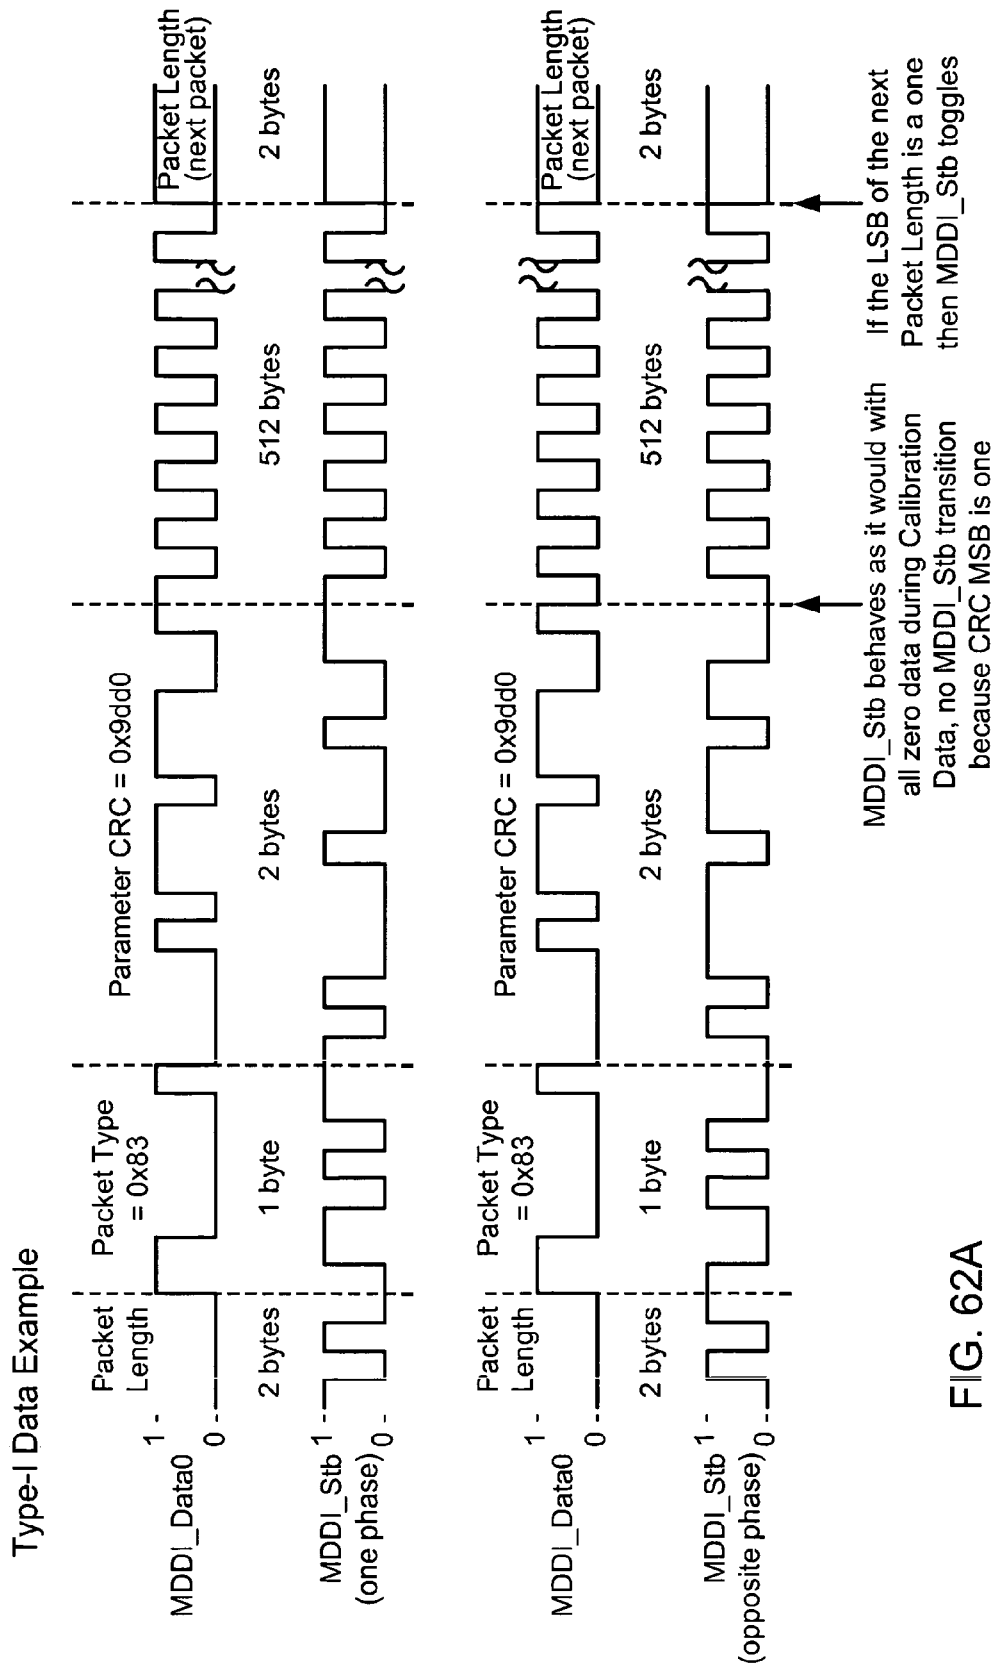 Type-I Data Example
Packet
Length
Packet Type
= 0x83
Parameter CRC = 0x9dd0
Packet Length
(next packet)
1
0
MDDI_Data0
2 bytes
1 byte
2 bytes
512 bytes
2 bytes
1
0
MDDI_Stb
(one phase)
Packet
Length
Packet Type
= 0x83
Parameter CRC = 0x9dd0
Packet Length
(next packet)
1
0
MDDI_Data0
2 bytes
1 byte
2 bytes
512 bytes
2 bytes
1
0
MDDI_Stb
(opposite phase)
MDDI_Stb behaves as it would with
all zero data during Calibration
Data, no MDDI_Stb transition
because CRC MSB is one
If the LSB of the next
Packet Length is a one
then MDDI_Stb toggles
FIG. 62A